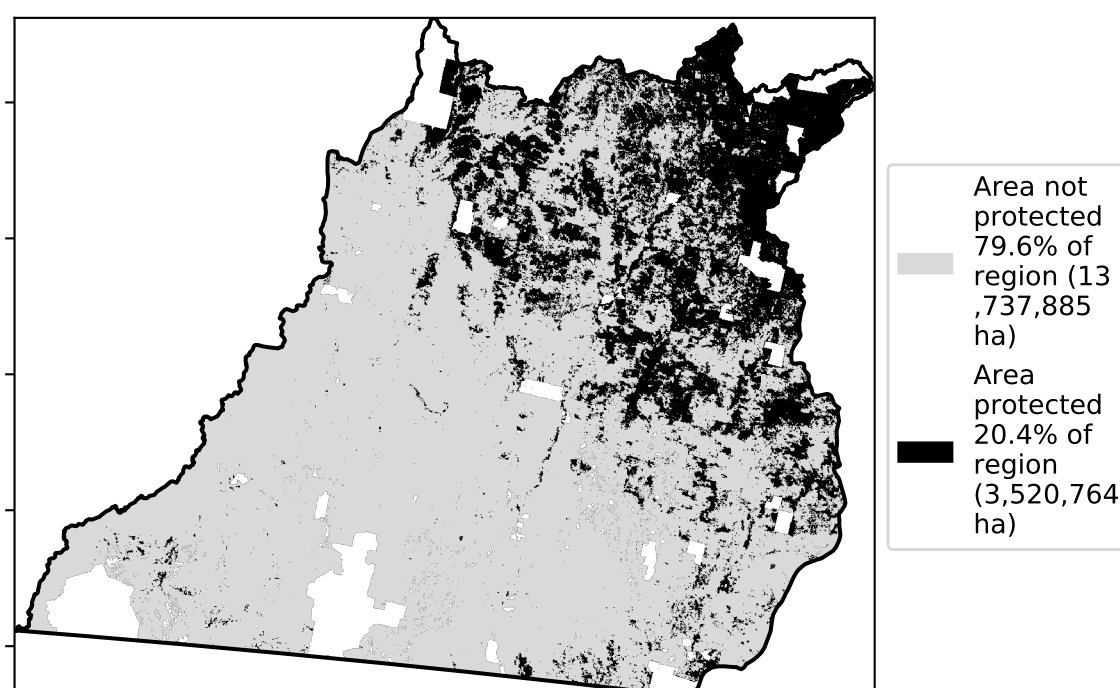 Area not
protected
79.6% of
region (13
,737,885
ha)
Area
protected
20.4% of
region
(3,520,764
ha)